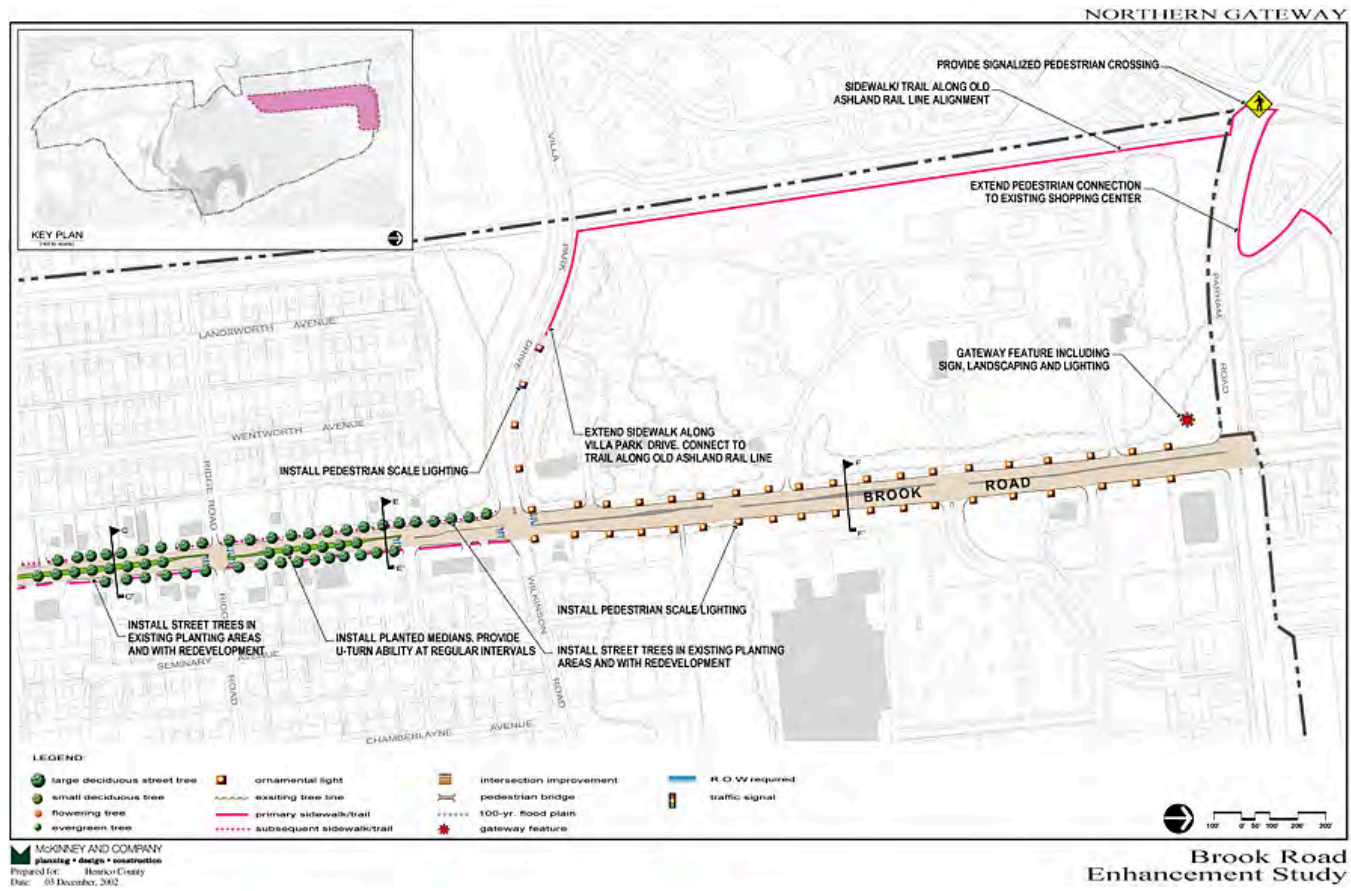 NORTHERN GATEWAY
KEY PLAN
PROVIDE SIGNALIZED PEDESTRIAN CROSSING
SIDEWALK/ TRAIL ALONG OLD
ASHLAND RAIL LINE ALIGNMENT
EXTEND PEDESTRIAN CONNECTION
TO EXISTING SHOPPING CENTER
VILLA
PARK
DRIVE
PARHAM
ROAD
LANDSWORTH AVENUE
WENTWORTH AVENUE
GATEWAY FEATURE INCLUDING
SIGN, LANDSCAPING AND LIGHTING
EXTEND SIDEWALK ALONG
VILLA PARK DRIVE. CONNECT TO
TRAIL ALONG OLD ASHLAND RAIL LINE
INSTALL PEDESTRIAN SCALE LIGHTING
RIDGE ROAD
E
F
BROOK ROAD
C
F'
E'
C'
INSTALL STREET TREES IN
EXISTING PLANTING AREAS
AND WITH REDEVELOPMENT
RIDGE
ROAD
INSTALL PLANTED MEDIANS. PROVIDE
U-TURN ABILITY AT REGULAR INTERVALS
WILKINSON
ROAD
INSTALL PEDESTRIAN SCALE LIGHTING
INSTALL STREET TREES IN EXISTING PLANTING
AREAS AND WITH REDEVELOPMENT
SEMINARY AVENUE
CHAMBERLAYNE AVENUE
LEGEND:
large deciduous street tree
small deciduous tree
flowering tree
evergreen tree
ornamental light
exsiting tree line
primary sidewalk/trail
subsequent sidewalk/trail
intersection improvement
pedestrian bridge
100-yr. flood plain
gateway feature
R.O.W required
traffic signal
100' 0' 50' 100' 200' 300'
McKINNEY AND COMPANY
planning • design • construction
Prepared for: Henrico County
Date: 03 December, 2002
Brook Road
Enhancement Study